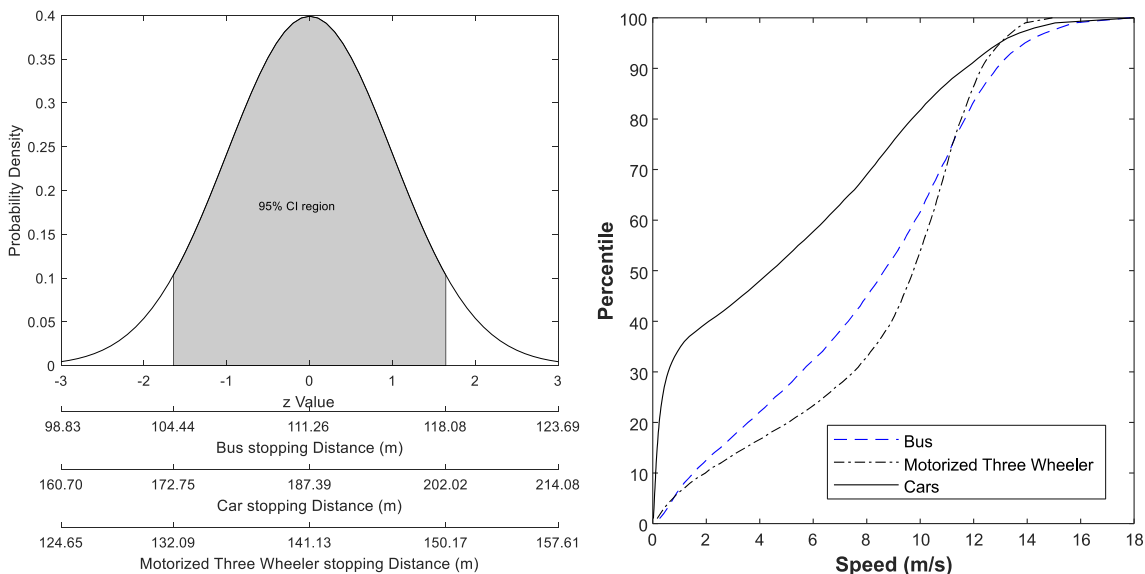 0.4
0.35
0.3
0.25
0.2
0.15
0.1
0.05
0
Probability Density
95% CI region
-3 -2 -1 0 1 2 3
z Value
98.83 104.44 111.26 118.08 123.69
Bus stopping Distance (m)
160.70 172.75 187.39 202.02 214.08
Car stopping Distance (m)
124.65 132.09 141.13 150.17 157.61
Motorized Three Wheeler stopping Distance (m)
100
90
80
70
60
50
40
30
20
10
0
Percentile
Bus
Motorized Three Wheeler
Cars
0 2 4 6 8 10 12 14 16 18
Speed (m/s)